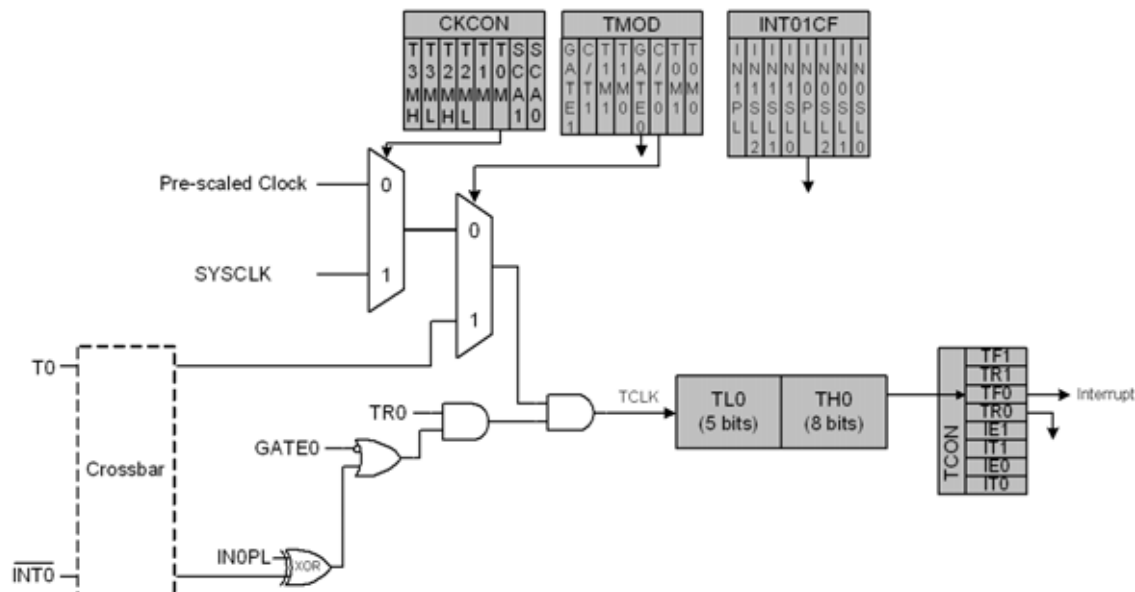 CKCON
T3MH T3ML T2MH T2ML T1M T0M SCA1 SCA0
TMOD
GATE1 C/T1 T1M1 T1M0 GATE0 C/T0 T0M1 T0M0
INT01CF
IN1PL IN1SL2 IN1SL1 IN1SL0 IN0PL IN0SL2 IN0SL1 IN0SL0
Pre-scaled Clock
0
SYSCLK
1
0
1
T0
Crossbar
INT0
TR0
GATE0
IN0PL
XOR
TCLK
TL0
(5 bits)
TH0
(8 bits)
TCON
TF1
TR1
TF0
TR0
IE1
IT1
IE0
IT0
Interrupt